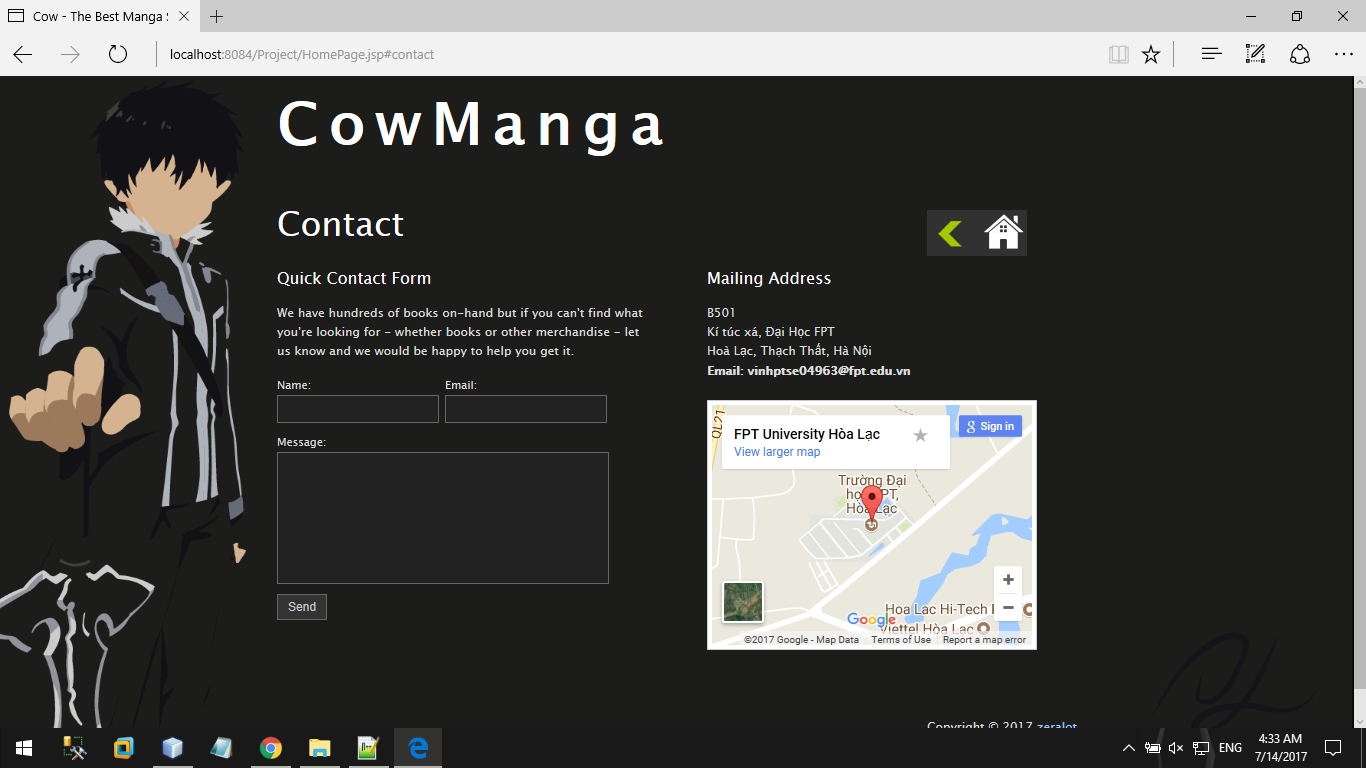 Cow - The Best Manga S
localhost:8084/Project/HomePage.jsp#contact
CowManga
Contact
Quick Contact Form
We have hundreds of books on-hand but if you can't find what
you're looking for - whether books or other merchandise - let
us know and we would be happy to help you get it.
Name:
Email:
Message:
Send
Mailing Address
B501
Kí túc xá, Đại Học FPT
Hoà Lạc, Thạch Thất, Hà Nội
Email: vinhptse04963@fpt.edu.vn
QL21
FPT University Hòa Lạc
View larger map
Sign in
Trường Đại
học FPT,
Hòa Lạc
Hoa Lac Hi-Tech
Google
Viettel Hòa Lạc
©2017 Google - Map Data
Terms of Use
Report a map error
Copyright © 2017 zeralot
ENG
4:33 AM
7/14/2017